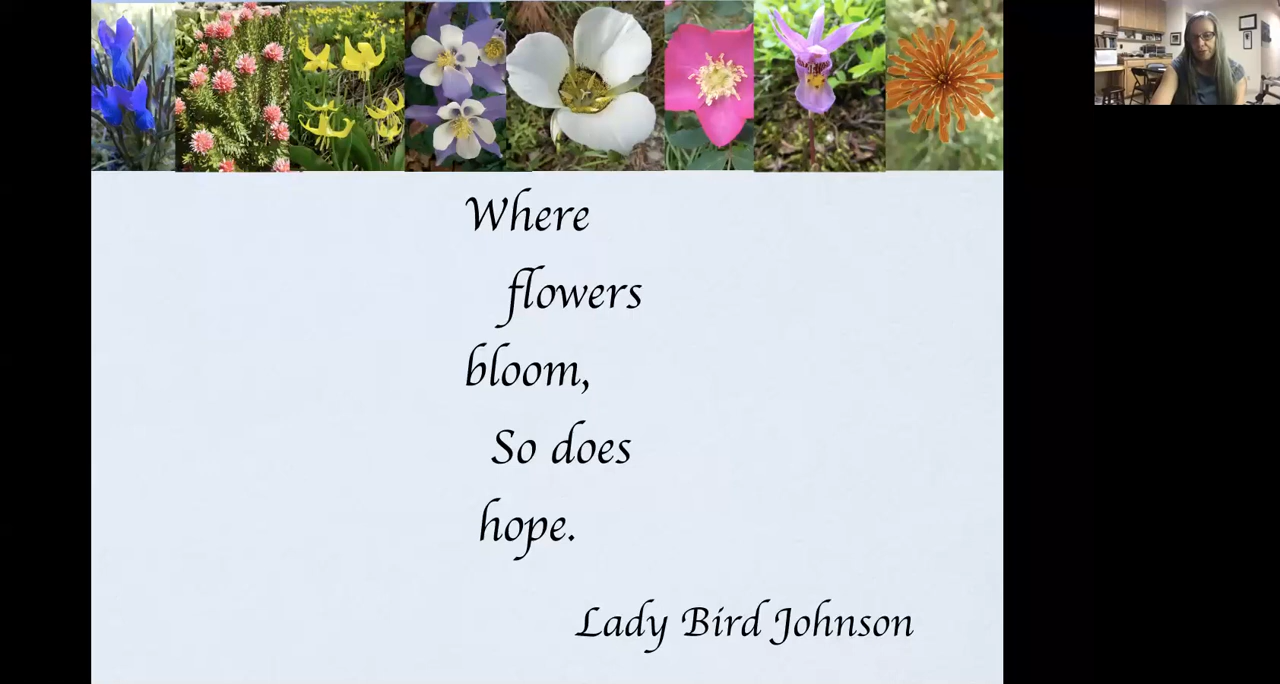 Where
flowers
bloom,
So does
hope.
Lady Bird Johnson